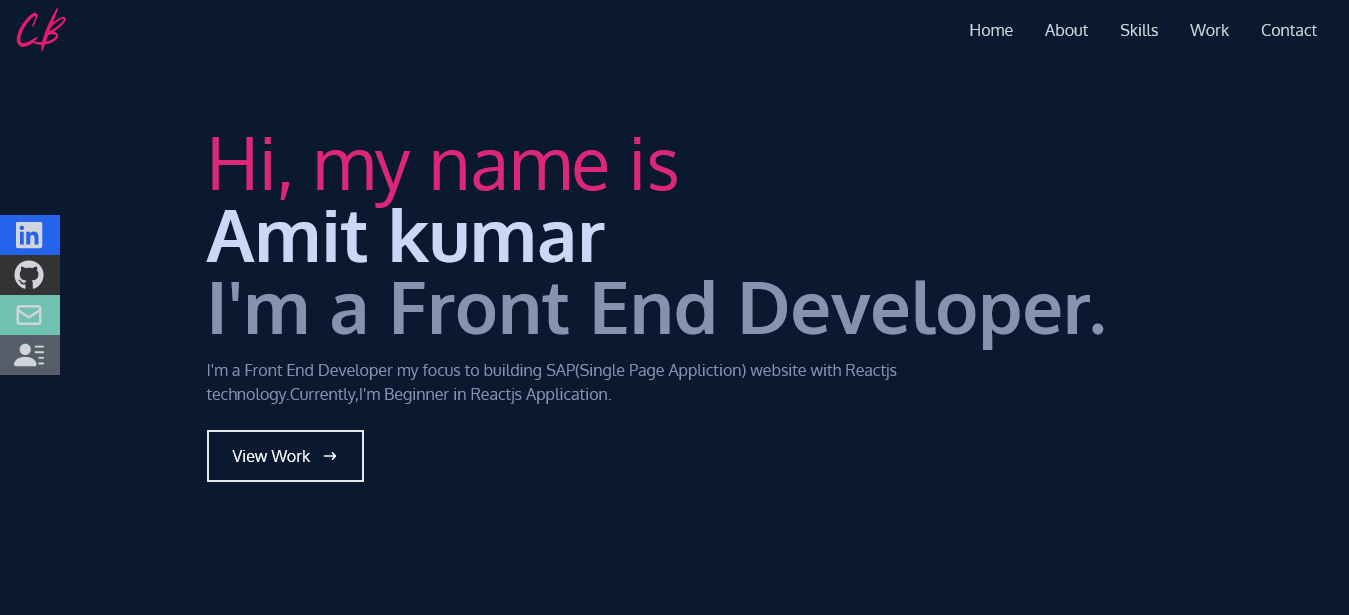 CB
Home About Skills Work Contact
Hi, my name is
Amit kumar
I'm a Front End Developer.
in
I'm a Front End Developer my focus to building SAP(Single Page Appliction) website with Reactjs
technology.Currently,I'm Beginner in Reactjs Application.
View Work →